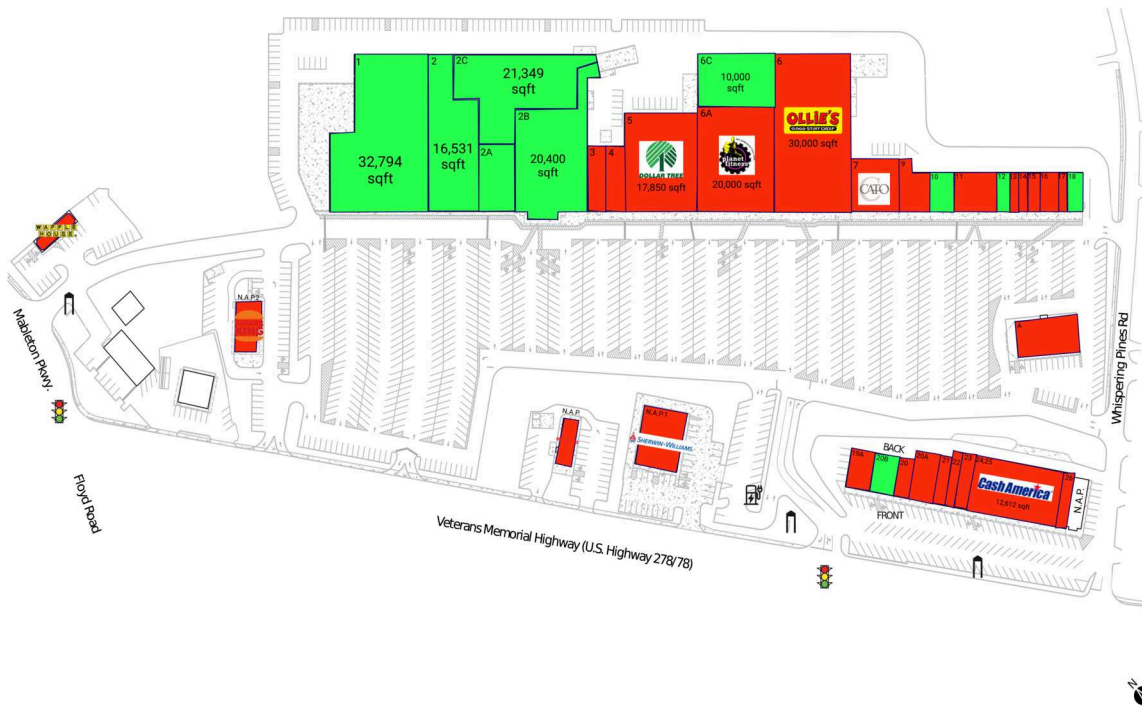 1
2
2C
21,349
sqft
6C
10,000
sqft
6
OLLIE'S
GOOD STUFF CHEAP
30,000 sqft
32,794
sqft
16,531
sqft
2A
2B
20,400
sqft
3
4
5
DOLLAR TREE
17,850 sqft
6A
planet
fitness
20,000 sqft
7
C
CATO
9
10
11
12
13
14
15
16
17
18
WAFFLE
HOUSE
N.A.P.2
KING
Mableton Pkwy.
Floyd Road
A
Whispering Pines Rd
N.A.P.
N.A.P.1
SHERWIN-WILLIAMS
BACK
19A
20B
20
20A
21
22
23
24,25
Cash America
12,612 sqft
26
N.A.P.
FRONT
Veterans Memorial Highway (U.S. Highway 278/78)
N